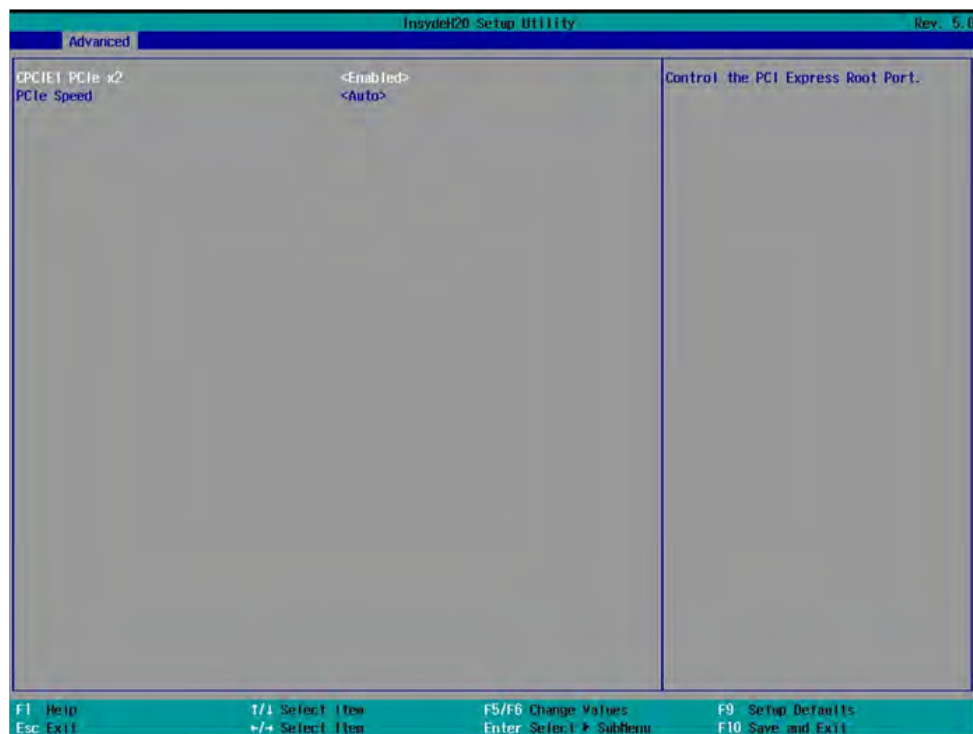 InsydeH20 Setup Utility Rev. 5.0
Advanced
CPCIE1 PCIe x2 <Enabled> Control the PCI Express Root Port.
PCIe Speed <Auto>
F1 Help ↑/↓ Select Item F5/F6 Change Values F9 Setup Defaults
Esc Exit ←/→ Select Item Enter Select ► SubMenu F10 Save and Exit